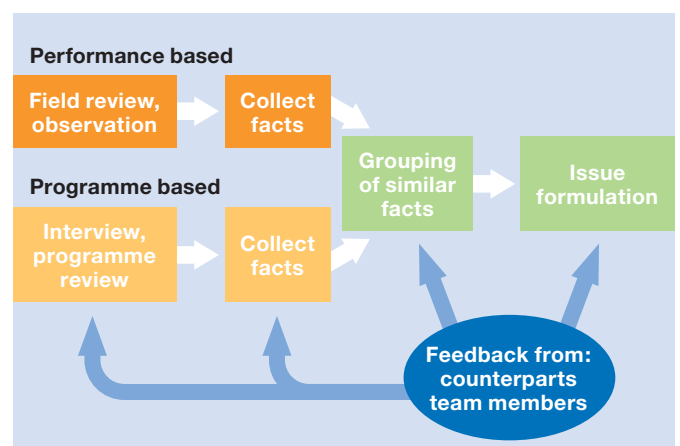 Performance based
Field review,
observation
Collect
facts
Grouping
of similar
facts
Issue
formulation
Programme based
Interview,
programme
review
Collect
facts
Feedback from:
counterparts
team members